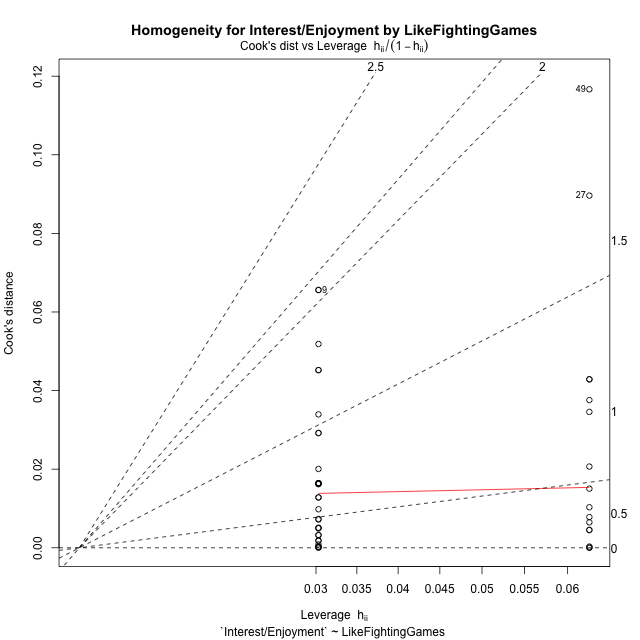 Homogeneity for Interest/Enjoyment by LikeFightingGames
Cook's dist vs Leverage hii/(1 − hii)
2.5
2
1.5
1
0.5
0
49
27
9
Cook's distance
0.12
0.10
0.08
0.06
0.04
0.02
0.00
0.03 0.035 0.04 0.045 0.05 0.055 0.06
Leverage hii
`Interest/Enjoyment` ~ LikeFightingGames